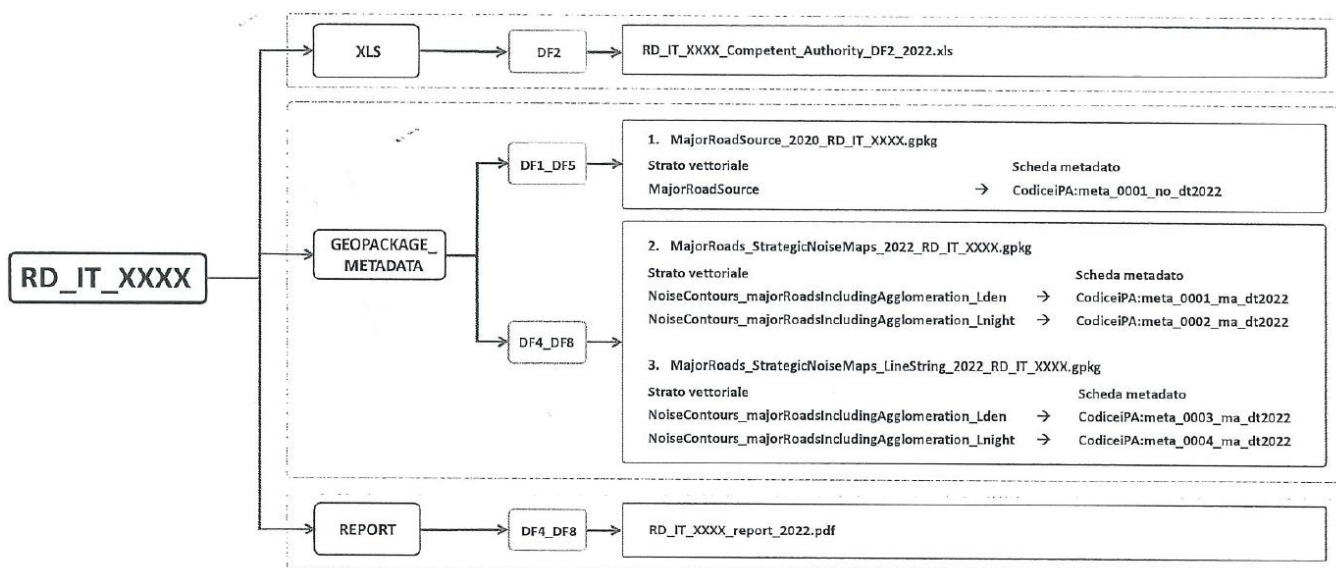 RD_IT_XXXX
XLS
DF2
RD_IT_XXXX_Competent_Authority_DF2_2022.xls
GEOPACKAGE_
METADATA
DF1_DF5
1. MajorRoadSource_2020_RD_IT_XXXX.gpkg
Strato vettoriale Scheda metadato
MajorRoadSource → CodiceiPA:meta_0001_no_dt2022
DF4_DF8
2. MajorRoads_StrategicNoiseMaps_2022_RD_IT_XXXX.gpkg
Strato vettoriale Scheda metadato
NoiseContours_majorRoadsIncludingAgglomeration_Lden → CodiceiPA:meta_0001_ma_dt2022
NoiseContours_majorRoadsIncludingAgglomeration_Lnight → CodiceiPA:meta_0002_ma_dt2022
3. MajorRoads_StrategicNoiseMaps_LineString_2022_RD_IT_XXXX.gpkg
Strato vettoriale Scheda metadato
NoiseContours_majorRoadsIncludingAgglomeration_Lden → CodiceiPA:meta_0003_ma_dt2022
NoiseContours_majorRoadsIncludingAgglomeration_Lnight → CodiceiPA:meta_0004_ma_dt2022
REPORT
DF4_DF8
RD_IT_XXXX_report_2022.pdf